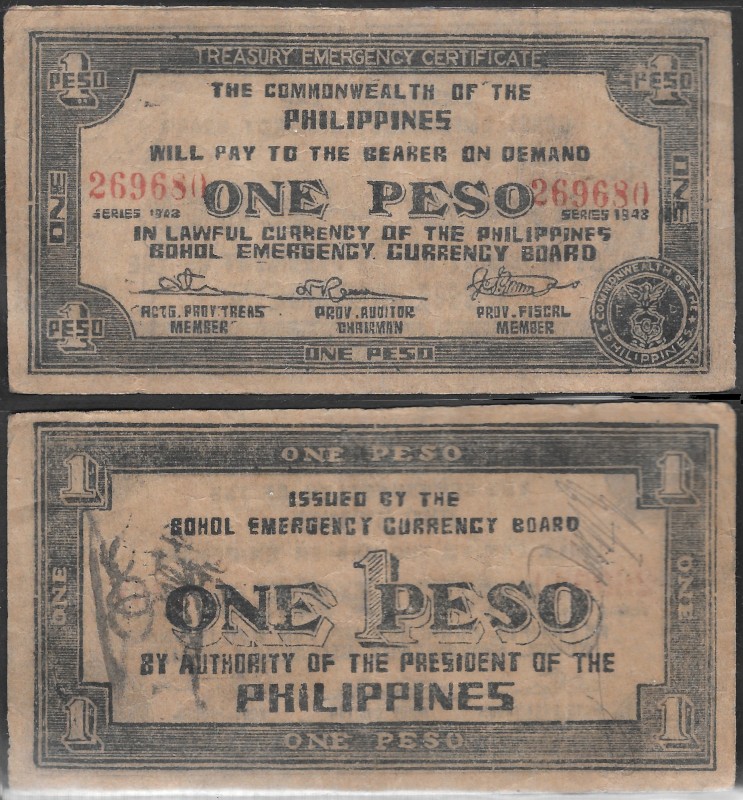 TREASURY EMERGENCY CERTIFICATE
1 PESO
1 PESO
THE COMMONWEALTH OF THE
PHILIPPINES
WILL PAY TO THE BEARER ON DEMAND
269680 ONE PESO 269680
SERIES 1943 SERIES 1943
ONE
ONE
IN LAWFUL CURRENCY OF THE PHILIPPINES
BOHOL EMERGENCY CURRENCY BOARD
ACTG. PROV. TREAS PROV. AUDITOR PROV. FISCAL
MEMBER CHAIRMAN MEMBER
1 PESO
COMMONWEALTH OF THE
PHILIPPINES
ONE PESO
ONE PESO
1 1
ISSUED BY THE
BOHOL EMERGENCY CURRENCY BOARD
ONE
ONE
ONE 1 PESO
BY AUTHORITY OF THE PRESIDENT OF THE
PHILIPPINES
1 1
ONE PESO